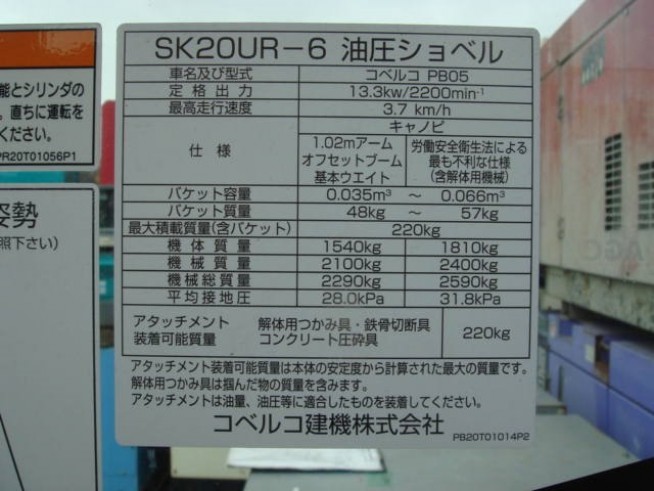 SK20UR-6 油圧ショベル
車名及び型式 コベルコ PB05
定格出力 13.3kw/2200min-1
最高走行速度 3.7 km/h
仕様 キャノピ
1.02mアーム オフセットブーム 基本ウエイト
労働安全衛生法による 最も不利な仕様 (含解体用機械)
バケット容量 0.035m³ ～ 0.066m³
バケット質量 48kg ～ 57kg
最大積載質量(含バケット) 220kg
機体質量 1540kg 1810kg
機械質量 2100kg 2400kg
機械総質量 2290kg 2590kg
平均接地圧 28.0kPa 31.8kPa
アタッチメント 装着可能質量
解体用つかみ具・鉄骨切断具 コンクリート圧砕具
220kg
アタッチメント装着可能質量は本体の安定度から計算された最大の質量です。
解体用つかみ具は掴んだ物の質量を含みます。
アタッチメントは油量、油圧等に適合したものを装着してください。
コベルコ建機株式会社
PB20T01014P2
能とシリンダの
。直ちに運転を
ください。
PR20T01056P1
姿勢
照下さい)